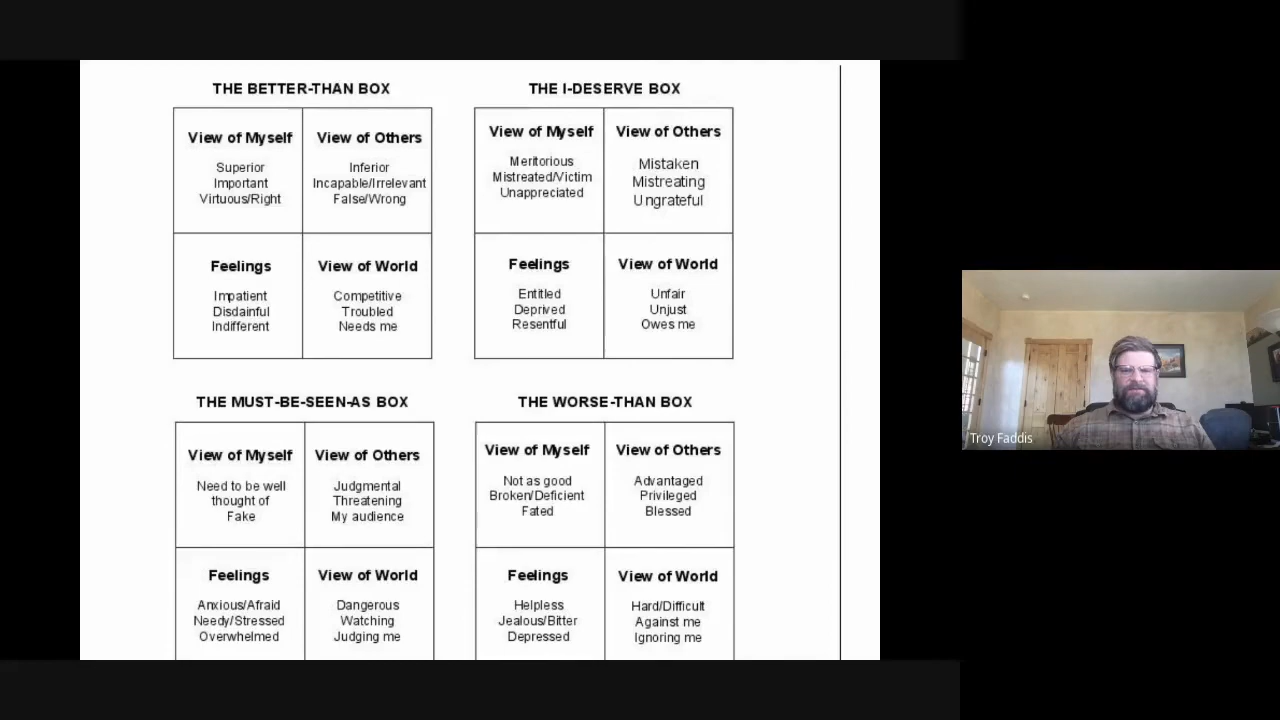 THE BETTER-THAN BOX
View of Myself
Superior
Important
Virtuous/Right
View of Others
Inferior
Incapable/Irrelevant
False/Wrong
Feelings
Impatient
Disdainful
Indifferent
View of World
Competitive
Troubled
Needs me
THE I-DESERVE BOX
View of Myself
Meritorious
Mistreated/Victim
Unappreciated
View of Others
Mistaken
Mistreating
Ungrateful
Feelings
Entitled
Deprived
Resentful
View of World
Unfair
Unjust
Owes me
THE MUST-BE-SEEN-AS BOX
View of Myself
Need to be well
thought of
Fake
View of Others
Judgmental
Threatening
My audience
Feelings
Anxious/Afraid
Needy/Stressed
Overwhelmed
View of World
Dangerous
Watching
Judging me
THE WORSE-THAN BOX
View of Myself
Not as good
Broken/Deficient
Fated
View of Others
Advantaged
Privileged
Blessed
Feelings
Helpless
Jealous/Bitter
Depressed
View of World
Hard/Difficult
Against me
Ignoring me
Troy Faddis